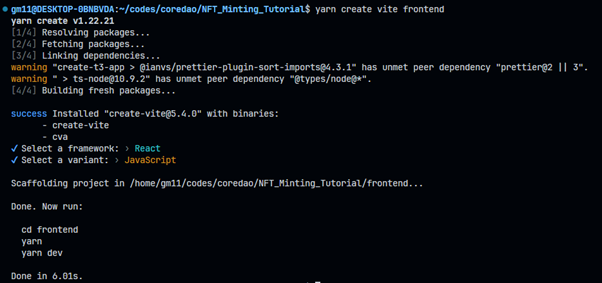 gm11@DESKTOP-0BN8VDA:~/codes/coredao/NFT_Minting_Tutorial$ yarn create vite frontend
yarn create v1.22.21
[1/4] Resolving packages...
[2/4] Fetching packages...
[3/4] Linking dependencies...
warning "create-t3-app > @ianvs/prettier-plugin-sort-imports@4.3.1" has unmet peer dependency "prettier@2 || 3".
warning " > ts-node@10.9.2" has unmet peer dependency "@types/node@*".
[4/4] Building fresh packages...
success Installed "create-vite@5.4.0" with binaries:
- create-vite
- cva
✔ Select a framework: › React
✔ Select a variant: › JavaScript
Scaffolding project in /home/gm11/codes/coredao/NFT_Minting_Tutorial/frontend...
Done. Now run:
cd frontend
yarn
yarn dev
Done in 6.01s.